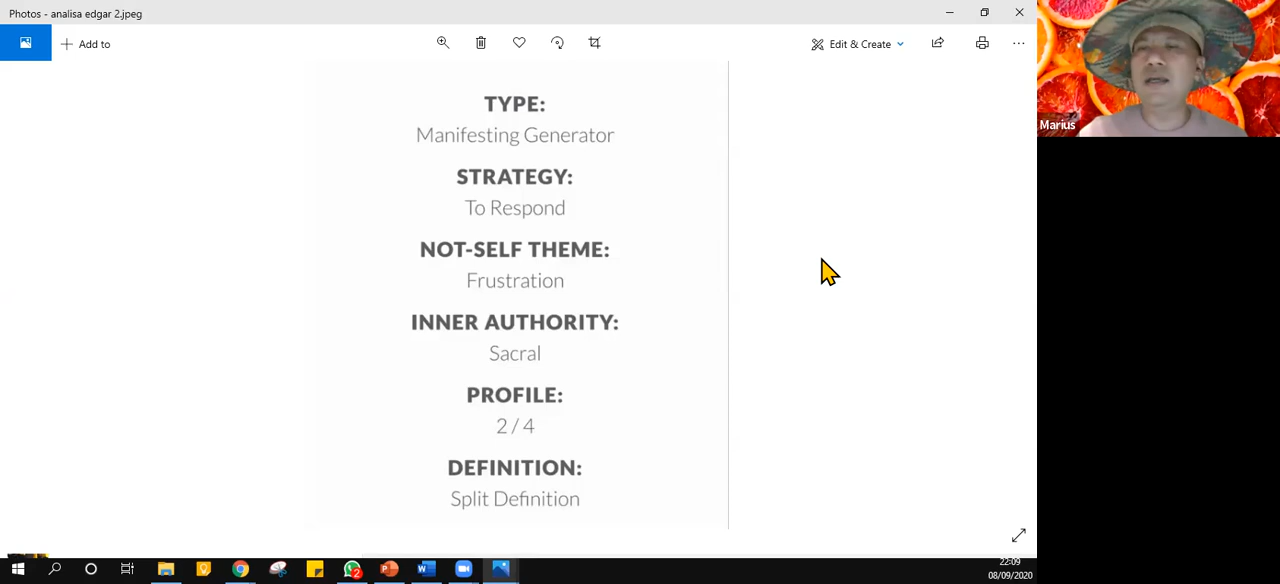 Photos - analisa edgar 2.jpeg
Add to
Edit & Create
Marius
TYPE:
Manifesting Generator
STRATEGY:
To Respond
NOT-SELF THEME:
Frustration
INNER AUTHORITY:
Sacral
PROFILE:
2 / 4
DEFINITION:
Split Definition
2
22:09
08/09/2020